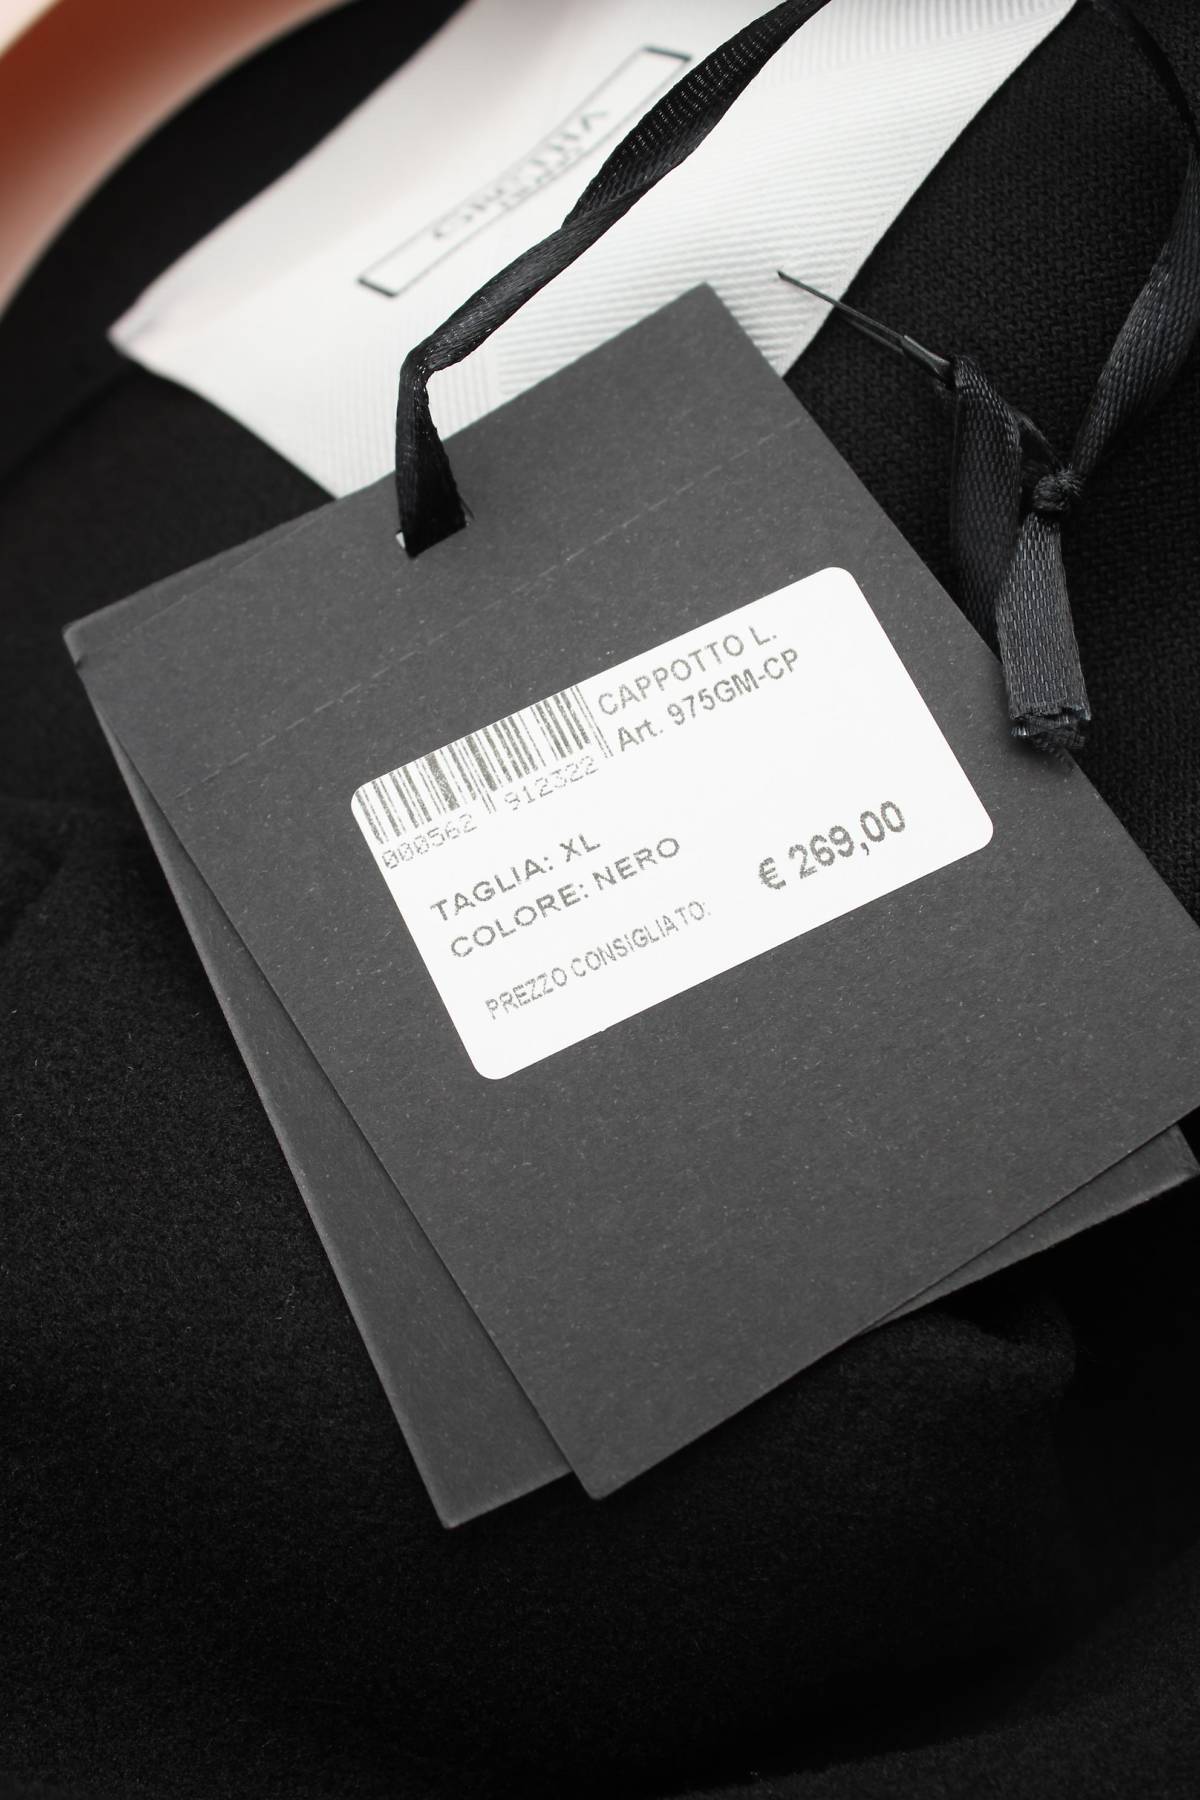 CAPPOTTO L.
Art. 975GM-CP
000562 912322
TAGLIA: XL
COLORE: NERO
PREZZO CONSIGLIATO: € 269,00